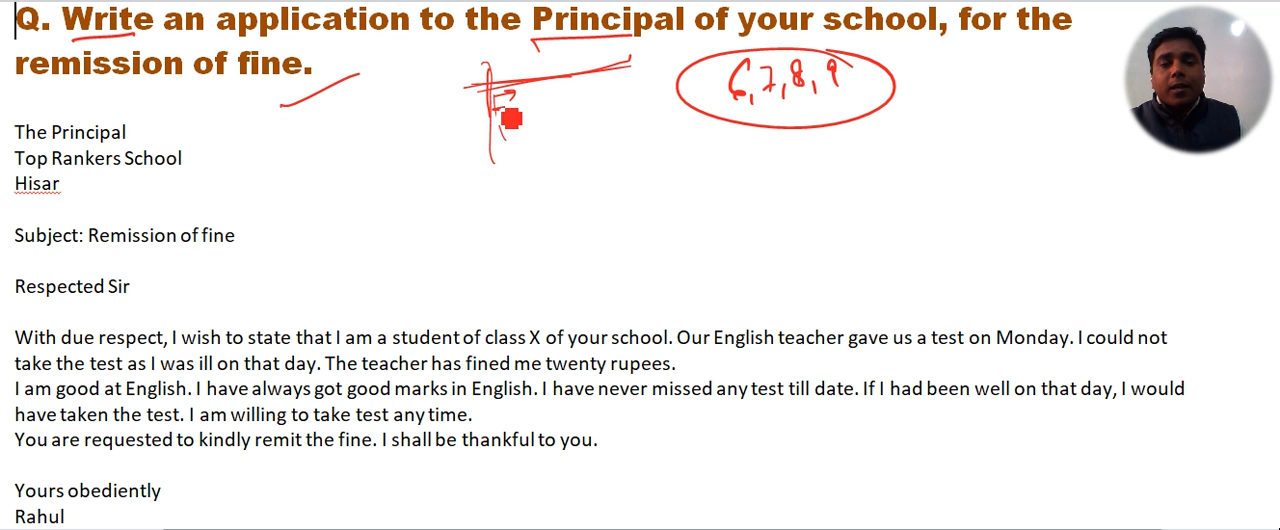 Q. Write an application to the Principal of your school, for the
remission of fine.
6, 7, 8, 9
The Principal
Top Rankers School
Hisar
Subject: Remission of fine
Respected Sir
With due respect, I wish to state that I am a student of class X of your school. Our English teacher gave us a test on Monday. I could not
take the test as I was ill on that day. The teacher has fined me twenty rupees.
I am good at English. I have always got good marks in English. I have never missed any test till date. If I had been well on that day, I would
have taken the test. I am willing to take test any time.
You are requested to kindly remit the fine. I shall be thankful to you.
Yours obediently
Rahul